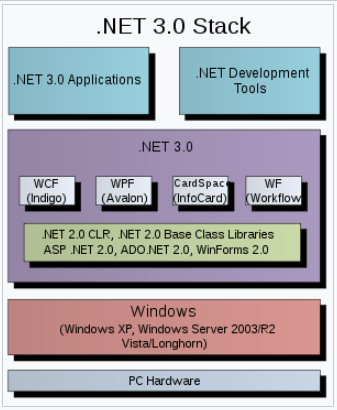 .NET 3.0 Stack
.NET 3.0 Applications
.NET Development
Tools
.NET 3.0
WCF
(Indigo)
WPF
(Avalon)
CardSpac
(InfoCard)
WF
(Workflow
.NET 2.0 CLR, .NET 2.0 Base Class Libraries
ASP .NET 2.0, ADO.NET 2.0, WinForms 2.0
Windows
(Windows XP, Windows Server 2003/R2
Vista/Longhorn)
PC Hardware